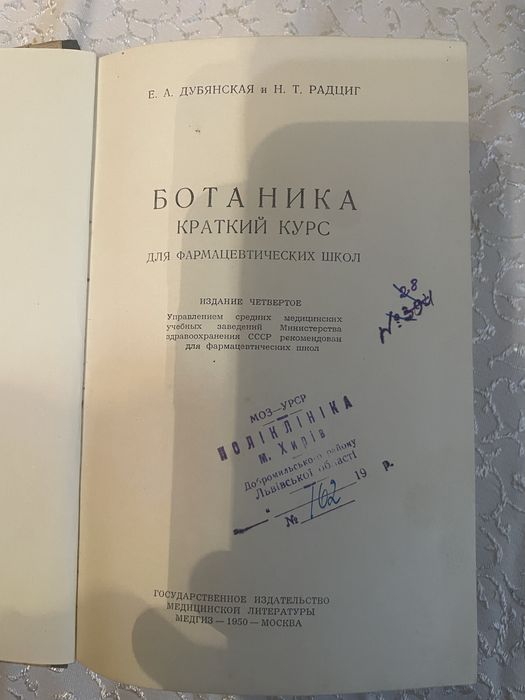 Е. А. ДУБЯНСКАЯ и Н. Т. РАДЦИГ
БОТАНИКА
КРАТКИЙ КУРС
ДЛЯ ФАРМАЦЕВТИЧЕСКИХ ШКОЛ
ИЗДАНИЕ ЧЕТВЕРТОЕ
Управлением средних медицинских
учебных заведений Министерства
здравоохранения СССР рекомендован
для фармацевтических школ
28
МОЗ—УРСР
ПОЛІКЛІНІКА
м. Хирів
Добромильського району
Львівської області
19 р.
№ 162
ГОСУДАРСТВЕННОЕ ИЗДАТЕЛЬСТВО
МЕДИЦИНСКОЙ ЛИТЕРАТУРЫ
МЕДГИЗ — 1950 — МОСКВА